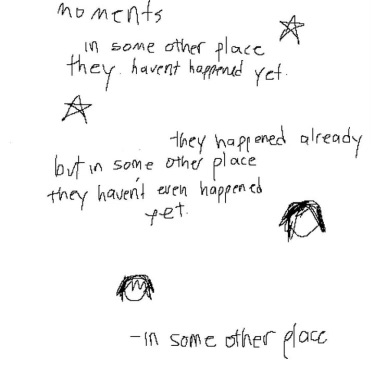 moments
in some other place
they havent happened yet.
they happened already
but in some other place
they haven't even happened
yet.
-in some other place